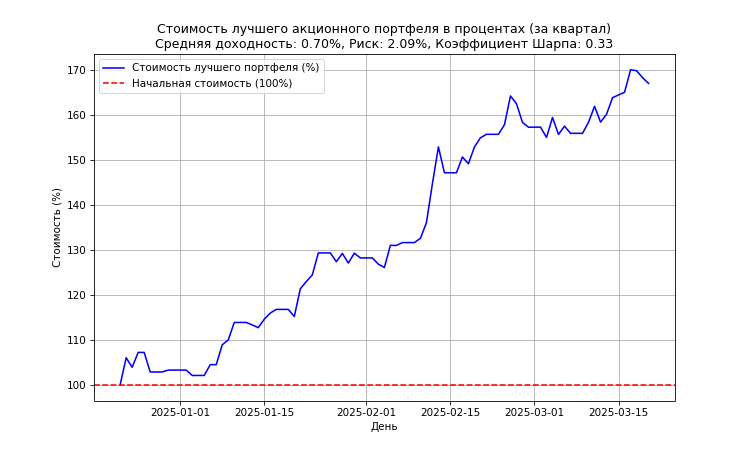 Стоимость лучшего акционного портфеля в процентах (за квартал)
Средняя доходность: 0.70%, Риск: 2.09%, Коэффициент Шарпа: 0.33
Стоимость лучшего портфеля (%)
Начальная стоимость (100%)
Стоимость (%)
170
160
150
140
130
120
110
100
2025-01-01
2025-01-15
2025-02-01
2025-02-15
2025-03-01
2025-03-15
День